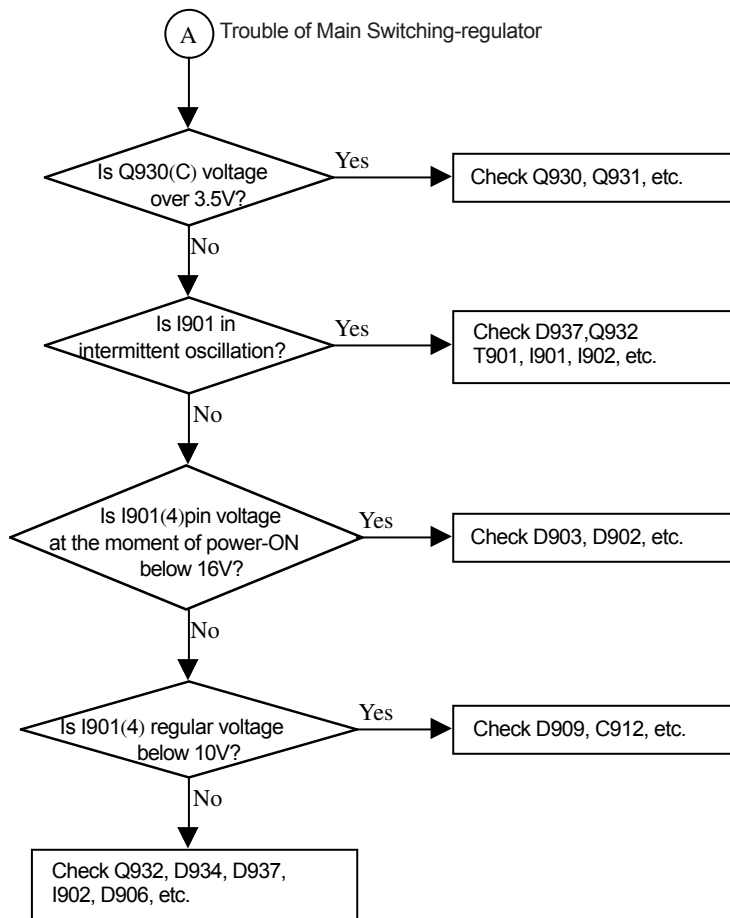 A
Trouble of Main Switching-regulator
Is Q930(C) voltage
over 3.5V?
Yes
Check Q930, Q931, etc.
No
Is I901 in
intermittent oscillation?
Yes
Check D937,Q932
T901, I901, I902, etc.
No
Is I901(4)pin voltage
at the moment of power-ON
below 16V?
Yes
Check D903, D902, etc.
No
Is I901(4) regular voltage
below 10V?
Yes
Check D909, C912, etc.
No
Check Q932, D934, D937,
I902, D906, etc.